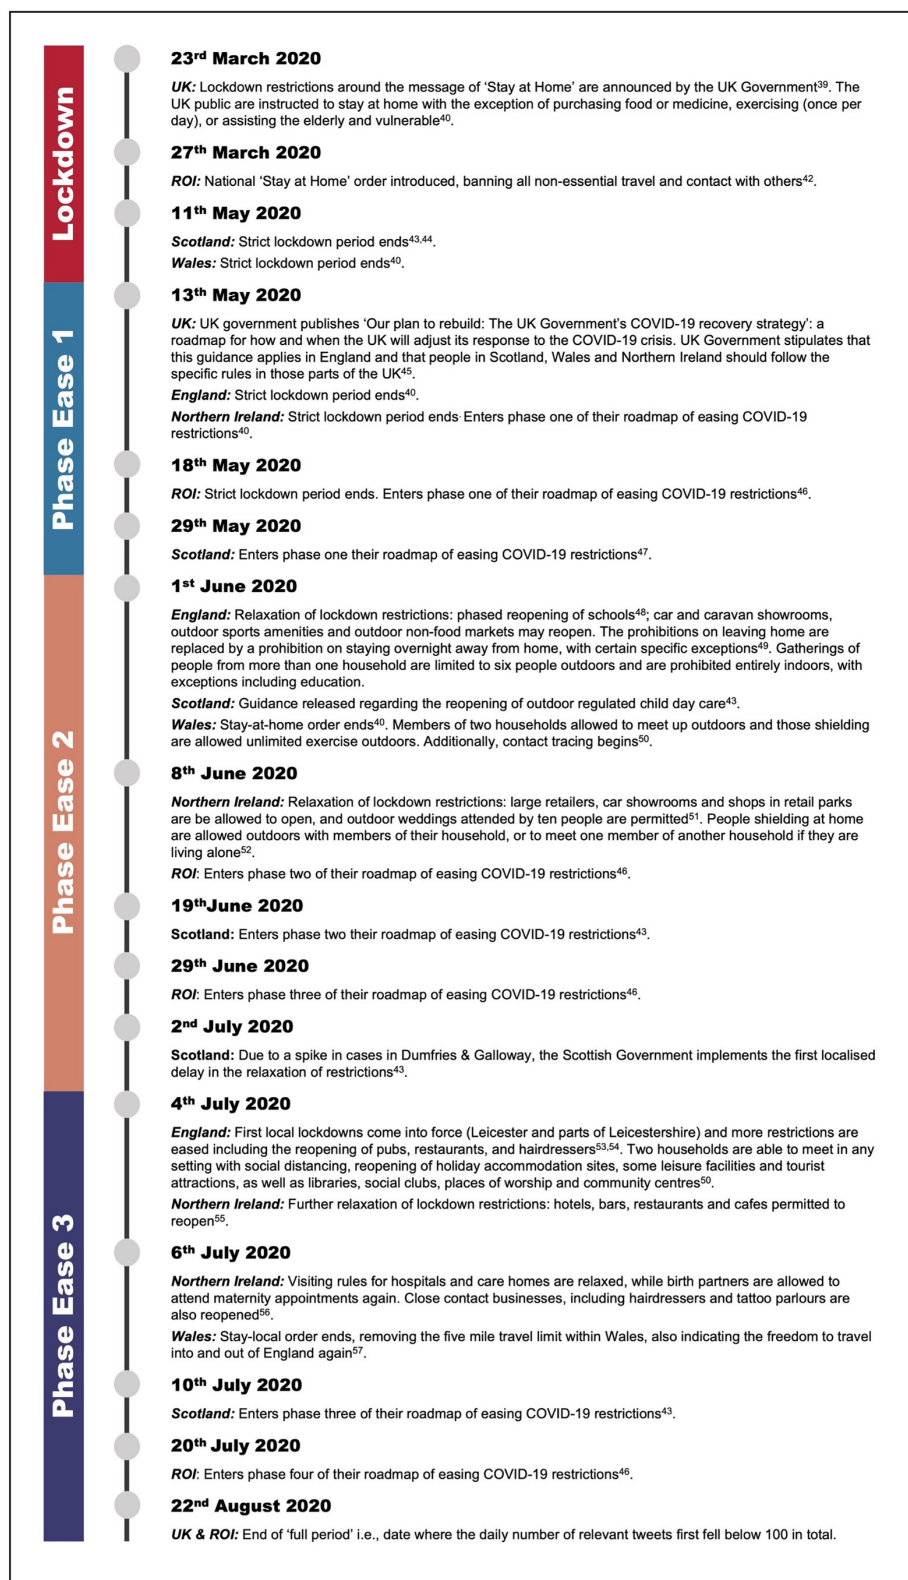 Lockdown
23rd March 2020
UK: Lockdown restrictions around the message of ‘Stay at Home’ are announced by the UK Government39. The
UK public are instructed to stay at home with the exception of purchasing food or medicine, exercising (once per
day), or assisting the elderly and vulnerable40.
27th March 2020
ROI: National ‘Stay at Home’ order introduced, banning all non-essential travel and contact with others42.
11th May 2020
Scotland: Strict lockdown period ends43,44.
Wales: Strict lockdown period ends40.
Phase Ease 1
13th May 2020
UK: UK government publishes ‘Our plan to rebuild: The UK Government’s COVID-19 recovery strategy’: a
roadmap for how and when the UK will adjust its response to the COVID-19 crisis. UK Government stipulates that
this guidance applies in England and that people in Scotland, Wales and Northern Ireland should follow the
specific rules in those parts of the UK45.
England: Strict lockdown period ends40.
Northern Ireland: Strict lockdown period ends. Enters phase one of their roadmap of easing COVID-19
restrictions40.
18th May 2020
ROI: Strict lockdown period ends. Enters phase one of their roadmap of easing COVID-19 restrictions46.
29th May 2020
Scotland: Enters phase one their roadmap of easing COVID-19 restrictions47.
Phase Ease 2
1st June 2020
England: Relaxation of lockdown restrictions: phased reopening of schools48; car and caravan showrooms,
outdoor sports amenities and outdoor non-food markets may reopen. The prohibitions on leaving home are
replaced by a prohibition on staying overnight away from home, with certain specific exceptions49. Gatherings of
people from more than one household are limited to six people outdoors and are prohibited entirely indoors, with
exceptions including education.
Scotland: Guidance released regarding the reopening of outdoor regulated child day care43.
Wales: Stay-at-home order ends40. Members of two households allowed to meet up outdoors and those shielding
are allowed unlimited exercise outdoors. Additionally, contact tracing begins50.
8th June 2020
Northern Ireland: Relaxation of lockdown restrictions: large retailers, car showrooms and shops in retail parks
are be allowed to open, and outdoor weddings attended by ten people are permitted51. People shielding at home
are allowed outdoors with members of their household, or to meet one member of another household if they are
living alone52.
ROI: Enters phase two of their roadmap of easing COVID-19 restrictions46.
19thJune 2020
Scotland: Enters phase two their roadmap of easing COVID-19 restrictions43.
29th June 2020
ROI: Enters phase three of their roadmap of easing COVID-19 restrictions46.
2nd July 2020
Scotland: Due to a spike in cases in Dumfries & Galloway, the Scottish Government implements the first localised
delay in the relaxation of restrictions43.
Phase Ease 3
4th July 2020
England: First local lockdowns come into force (Leicester and parts of Leicestershire) and more restrictions are
eased including the reopening of pubs, restaurants, and hairdressers53,54. Two households are able to meet in any
setting with social distancing, reopening of holiday accommodation sites, some leisure facilities and tourist
attractions, as well as libraries, social clubs, places of worship and community centres50.
Northern Ireland: Further relaxation of lockdown restrictions: hotels, bars, restaurants and cafes permitted to
reopen55.
6th July 2020
Northern Ireland: Visiting rules for hospitals and care homes are relaxed, while birth partners are allowed to
attend maternity appointments again. Close contact businesses, including hairdressers and tattoo parlours are
also reopened56.
Wales: Stay-local order ends, removing the five mile travel limit within Wales, also indicating the freedom to travel
into and out of England again57.
10th July 2020
Scotland: Enters phase three of their roadmap of easing COVID-19 restrictions43.
20th July 2020
ROI: Enters phase four of their roadmap of easing COVID-19 restrictions46.
22nd August 2020
UK & ROI: End of ‘full period’ i.e., date where the daily number of relevant tweets first fell below 100 in total.